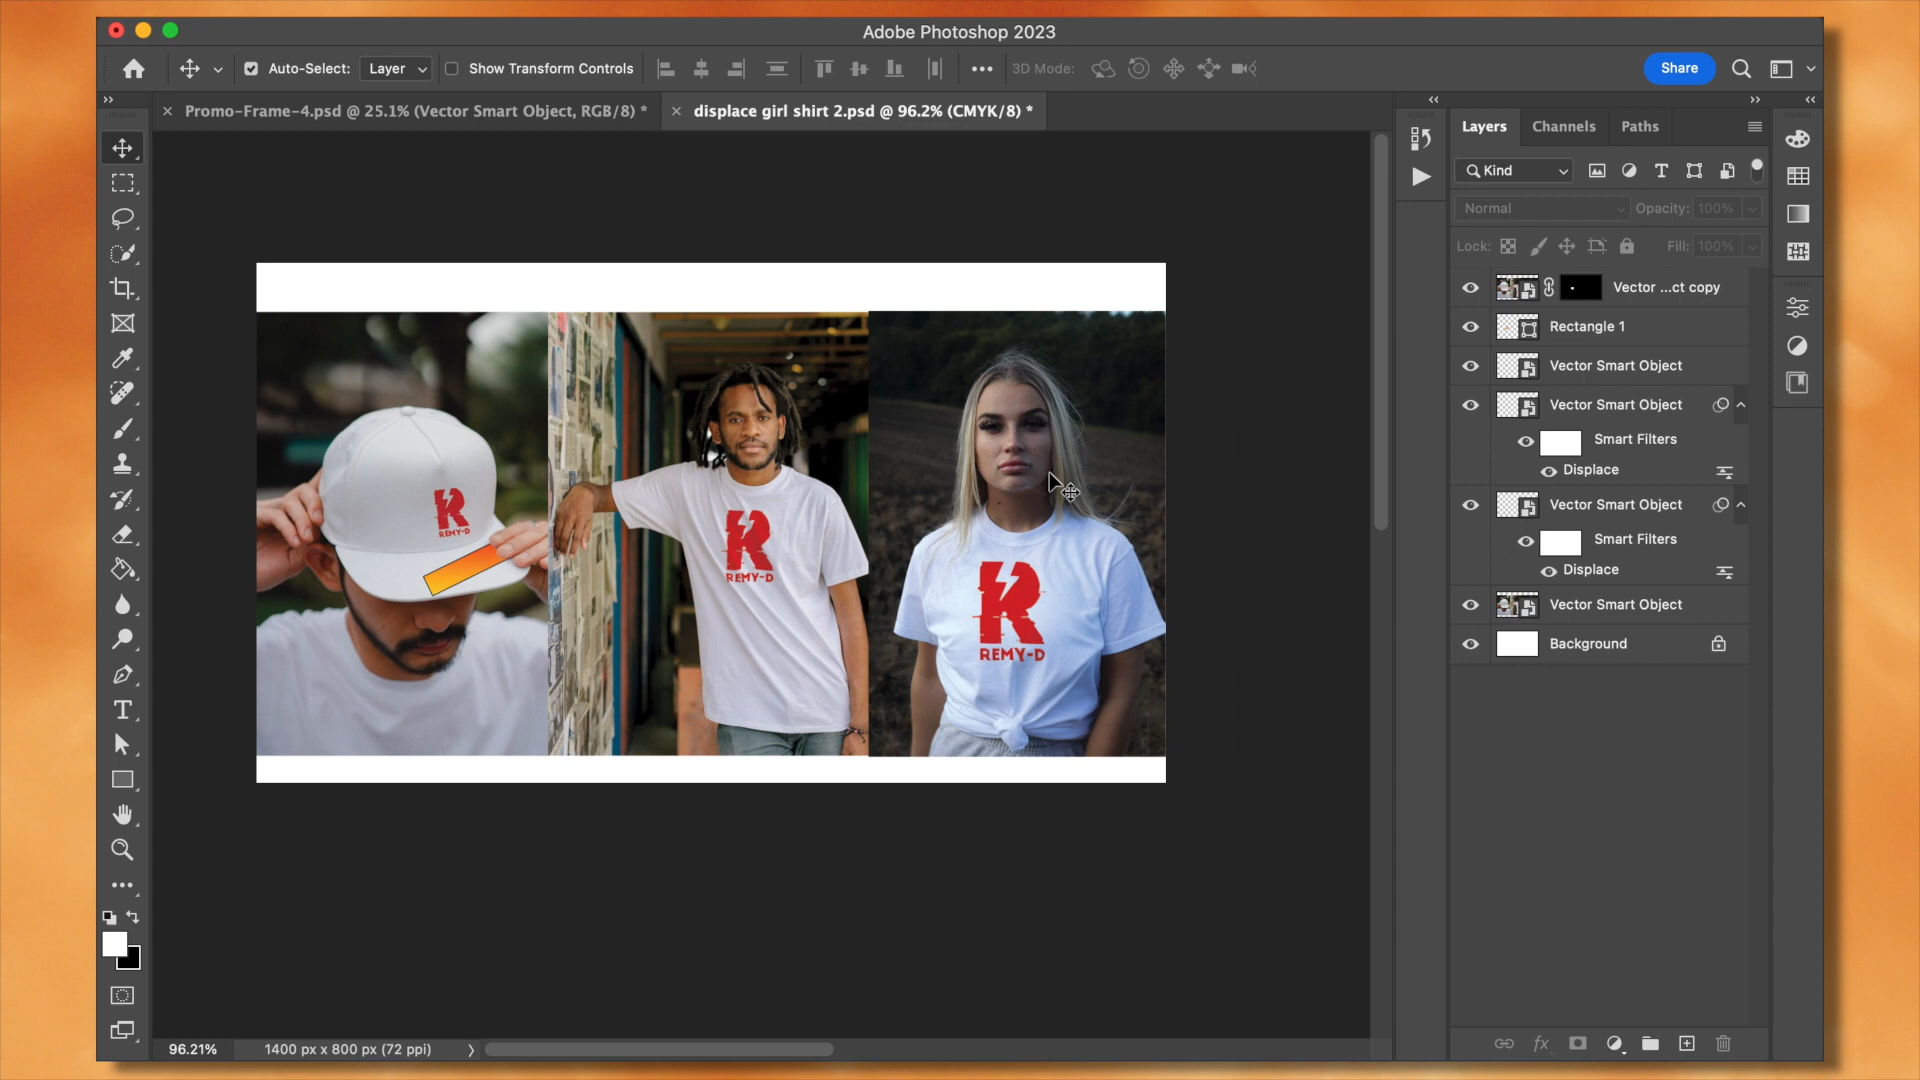 Adobe Photoshop 2023
Auto-Select: Layer Show Transform Controls 3D Mode: Share
Promo-Frame-4.psd @ 25.1% (Vector Smart Object, RGB/8) *
displace girl shirt 2.psd @ 96.2% (CMYK/8) *
Layers Channels Paths
Kind
Normal Opacity: 100%
Lock: Fill: 100%
Vector ...ct copy
Rectangle 1
Vector Smart Object
Vector Smart Object
Smart Filters
Displace
Vector Smart Object
Smart Filters
Displace
Vector Smart Object
Background
R
REMY-D
R
REMY-D
R
REMY-D
96.21% 1400 px x 800 px (72 ppi)